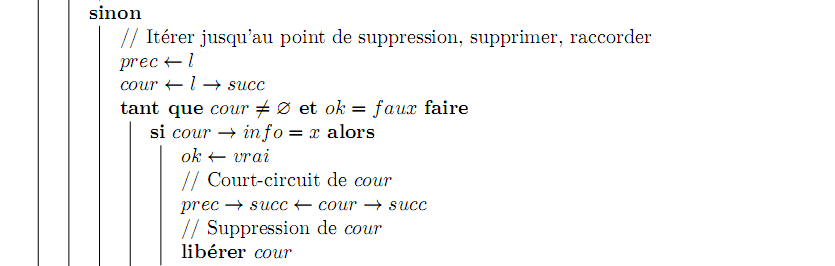 sinon
// Itérer jusqu'au point de suppression, supprimer, raccorder
prec ← l
cour ← l → succ
tant que cour ≠ ∅ et ok = faux faire
si cour → info = x alors
ok ← vrai
// Court-circuit de cour
prec → succ ← cour → succ
// Suppression de cour
libérer cour